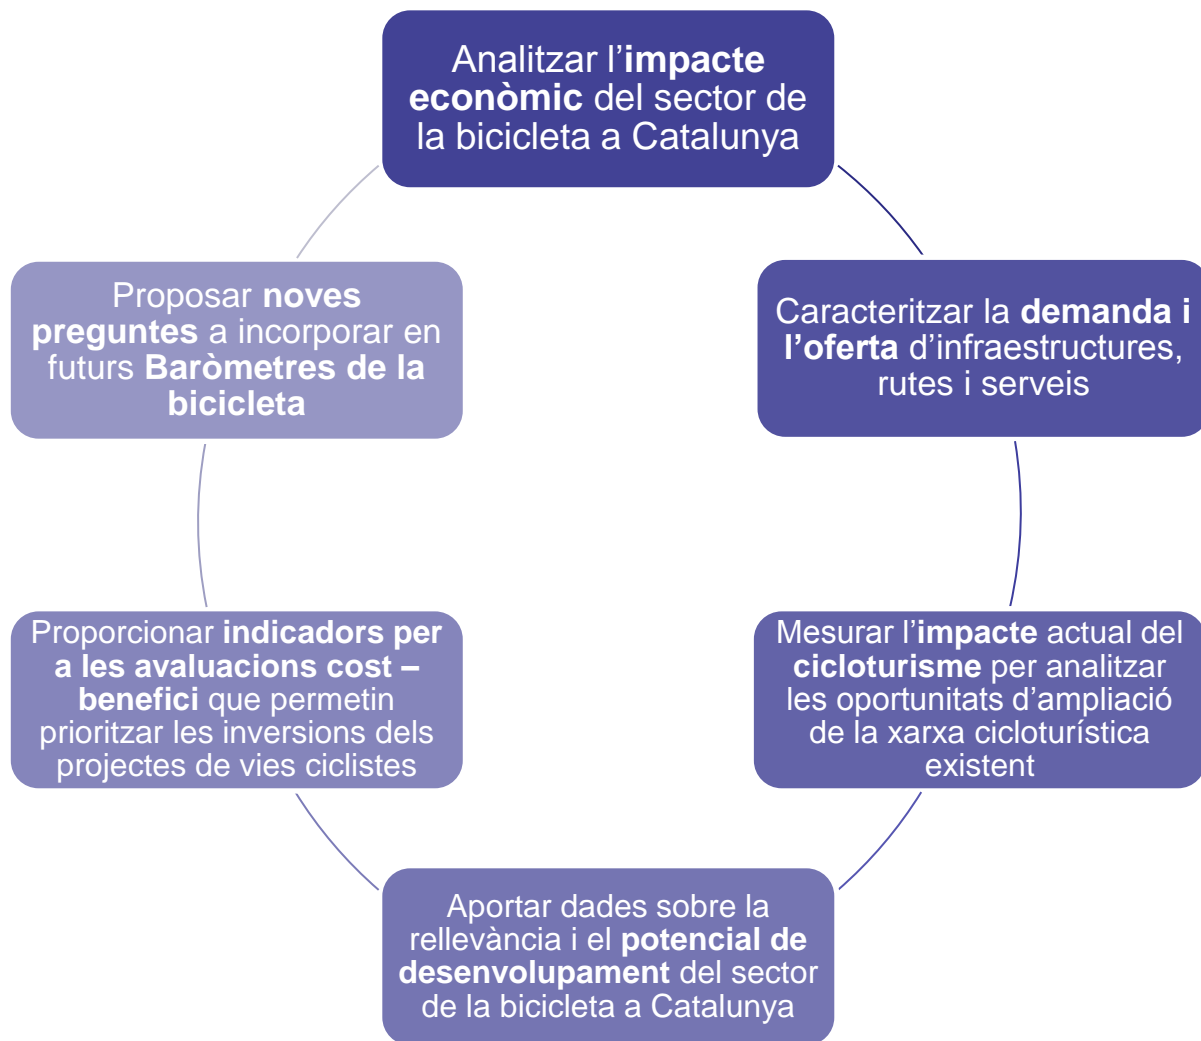 Analitzar l’impacte
econòmic del sector de
la bicicleta a Catalunya
Caracteritzar la demanda i
l’oferta d’infraestructures,
rutes i serveis
Mesurar l’impacte actual del
cicloturisme per analitzar
les oportunitats d’ampliació
de la xarxa cicloturística
existent
Aportar dades sobre la
rellevància i el potencial de
desenvolupament del sector
de la bicicleta a Catalunya
Proporcionar indicadors per
a les avaluacions cost –
benefici que permetin
prioritzar les inversions dels
projectes de vies ciclistes
Proposar noves
preguntes a incorporar en
futurs Baròmetres de la
bicicleta